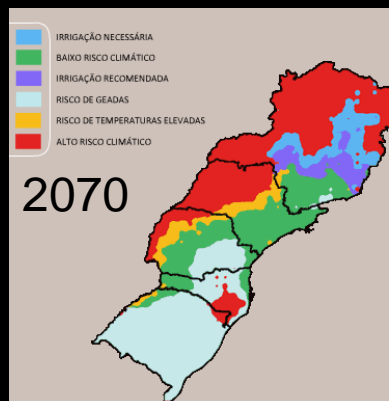 IRRIGAÇÃO NECESSÁRIA
BAIXO RISCO CLIMÁTICO
IRRIGAÇÃO RECOMENDADA
RISCO DE GEADAS
RISCO DE TEMPERATURAS ELEVADAS
ALTO RISCO CLIMÁTICO
2070